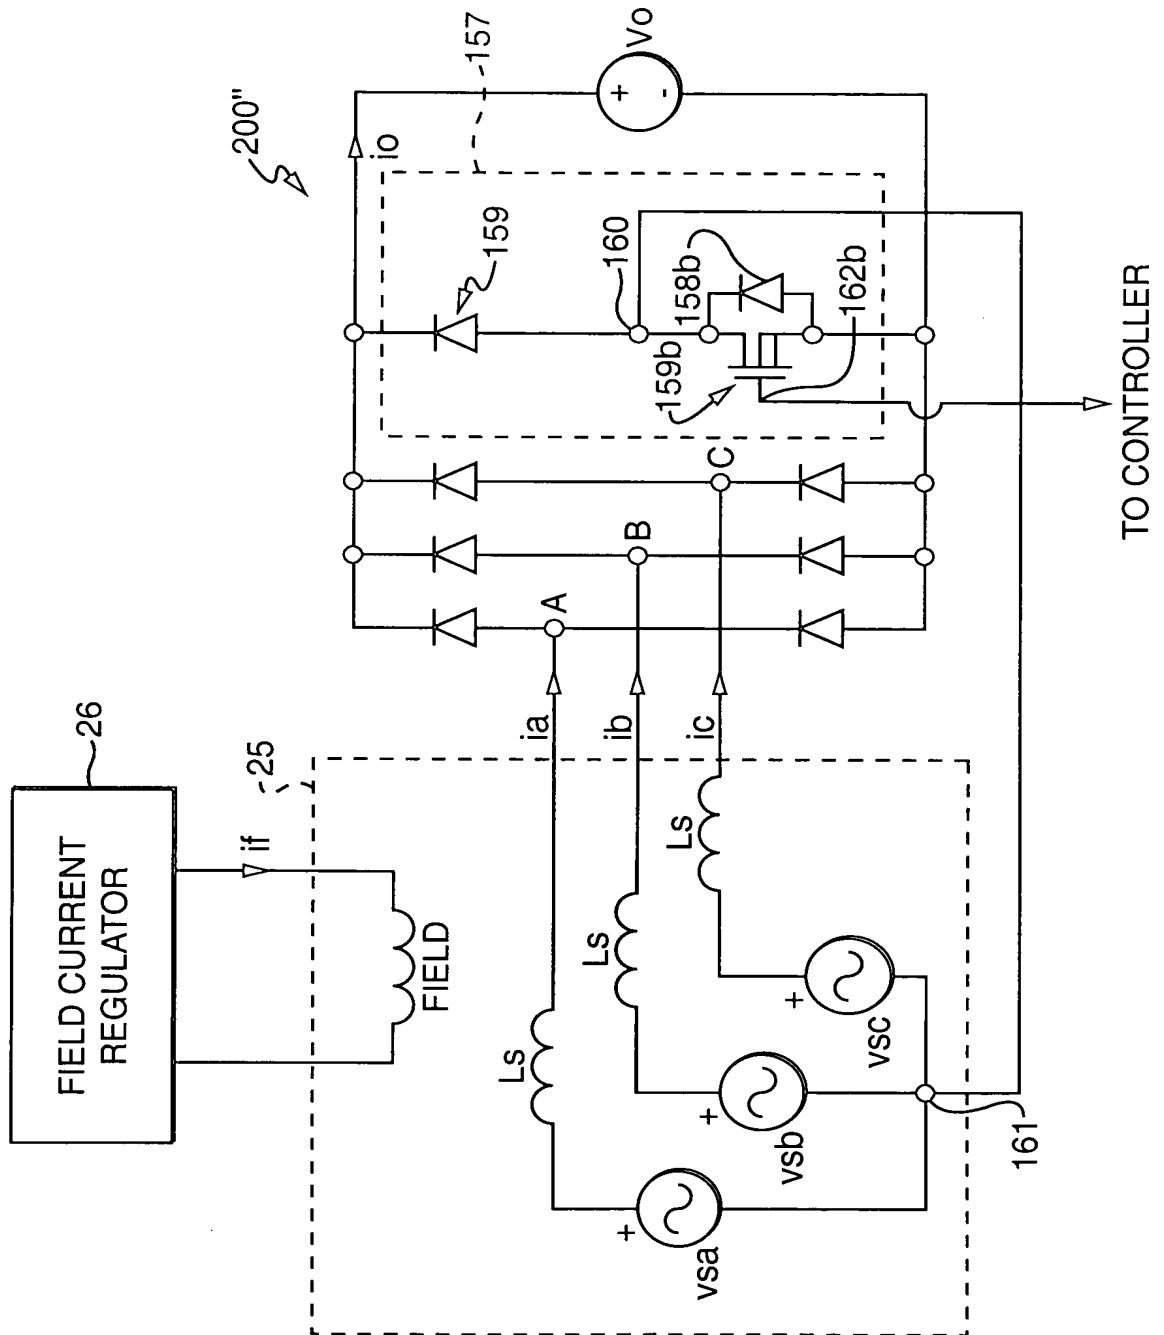 FIELD CURRENT
REGULATOR
26
if
FIELD
25
Ls
Ls
Ls
+
vsa
+
vsb
+
vsc
161
ia
ib
ic
A
B
C
200"
io
157
159
160
158b
159b
162b
+
-
Vo
TO CONTROLLER